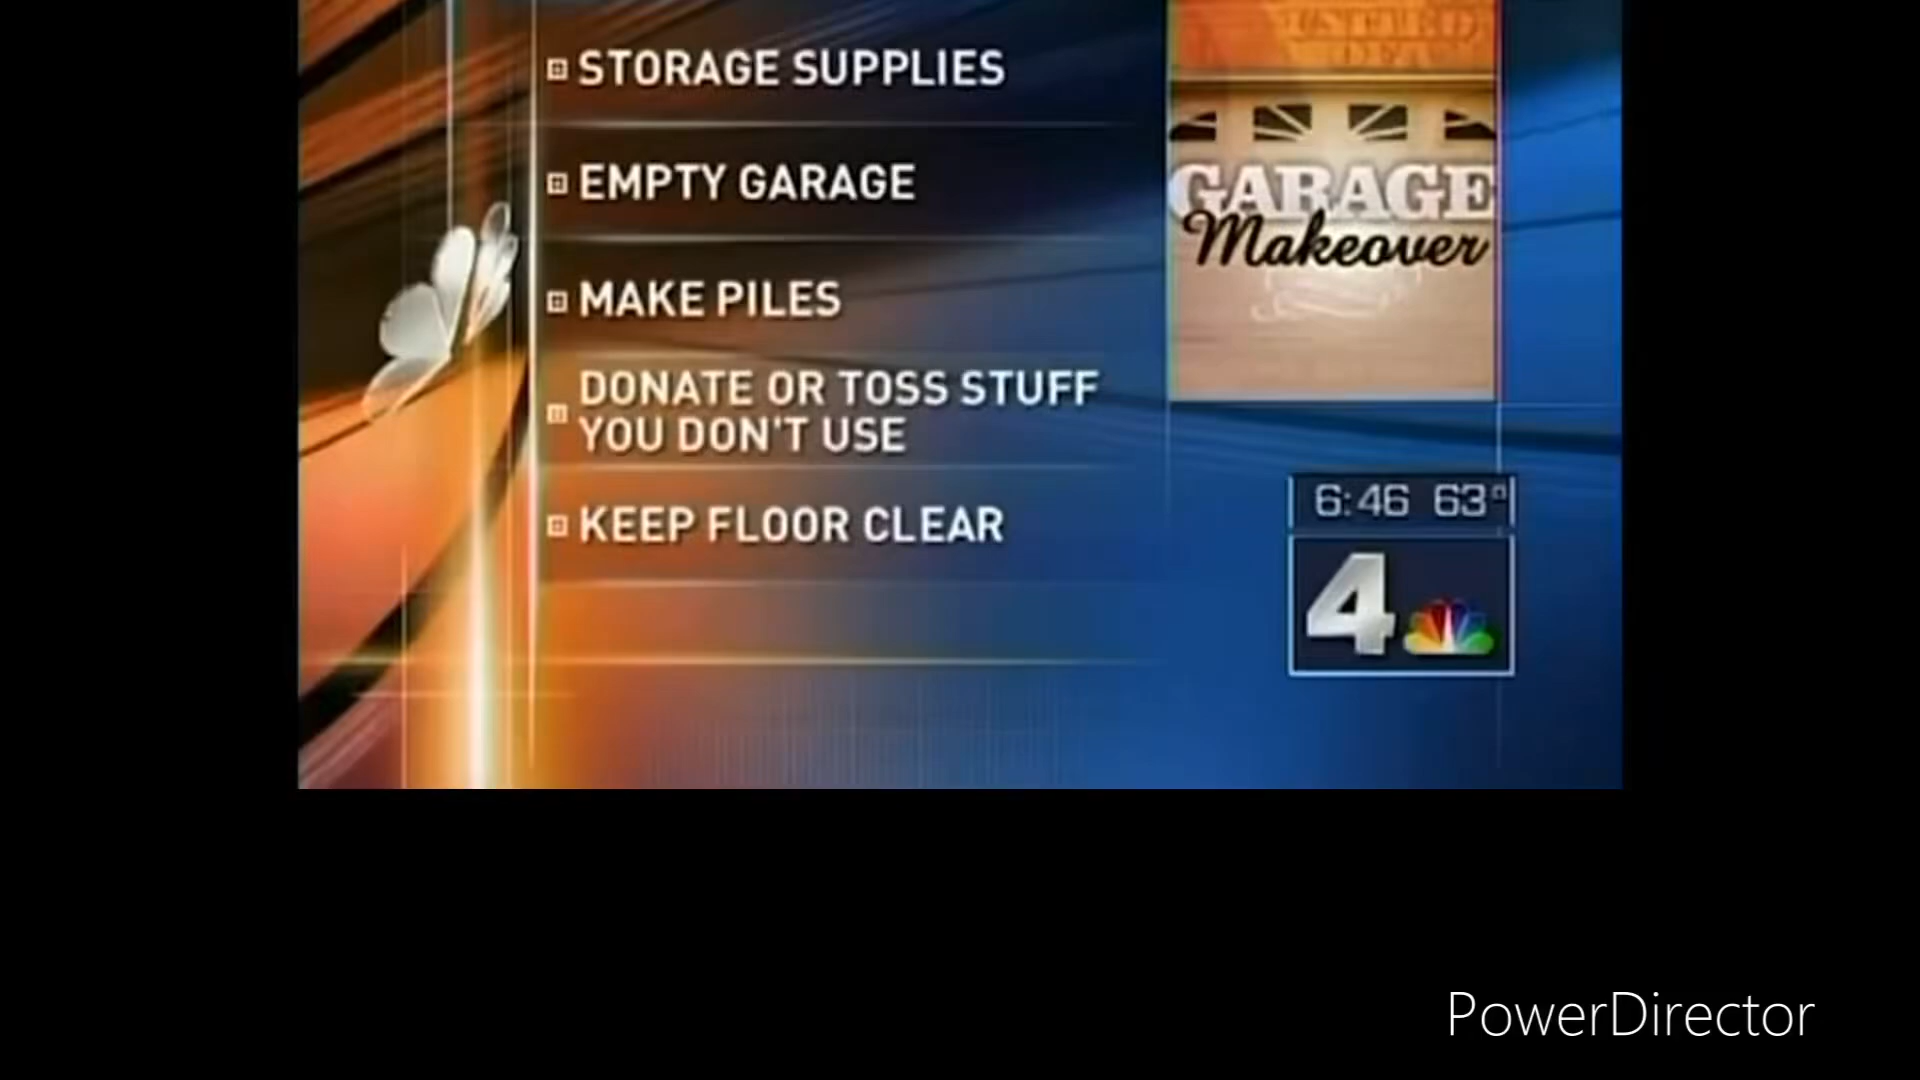 STORAGE SUPPLIES
EMPTY GARAGE
MAKE PILES
DONATE OR TOSS STUFF
YOU DON'T USE
KEEP FLOOR CLEAR
UNITED
GARAGE
Makeover
6:46 63°
4
PowerDirector